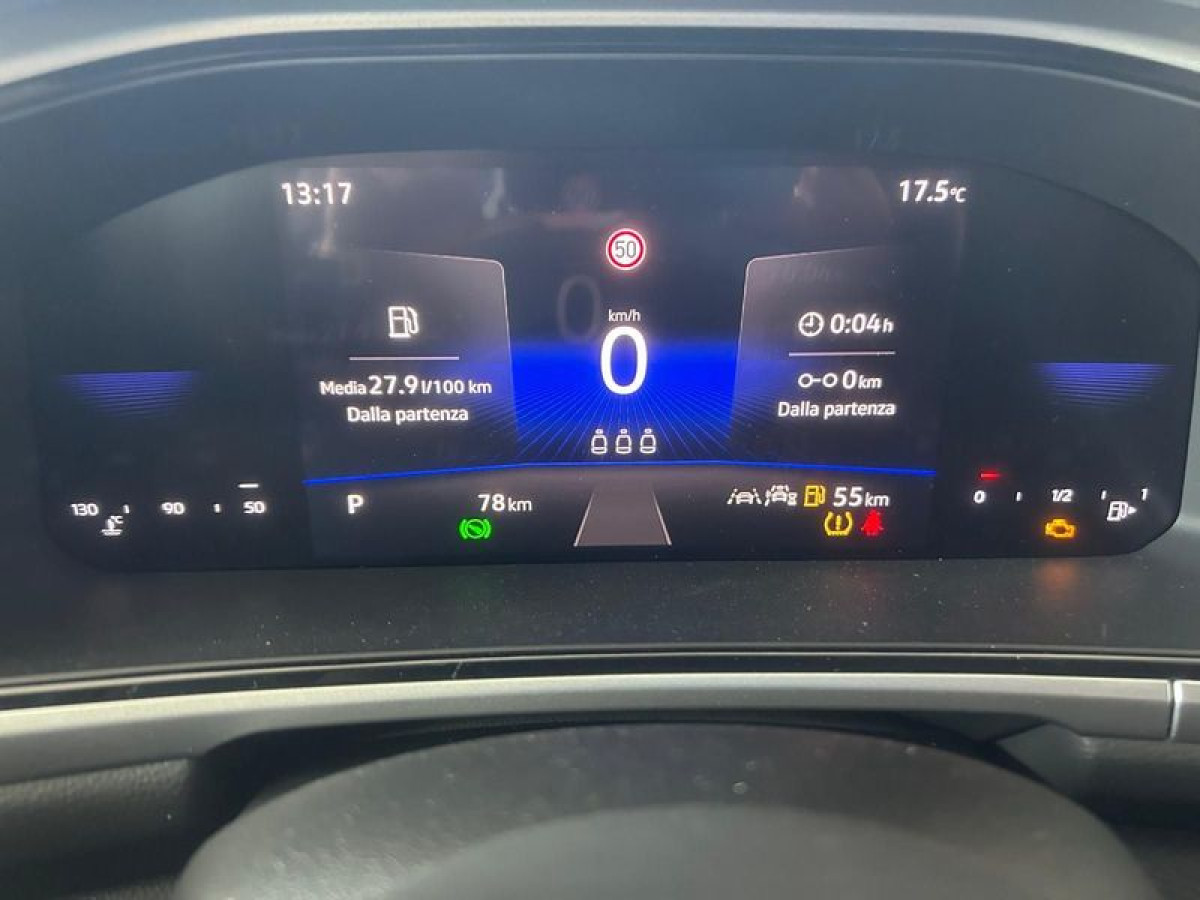 13:17
17.5°C
50
km/h
0
0:04h
Media 27.9 l/100 km
0km
Dalla partenza
Dalla partenza
P
78km
55km
130
90
50
°C
0
1/2
1